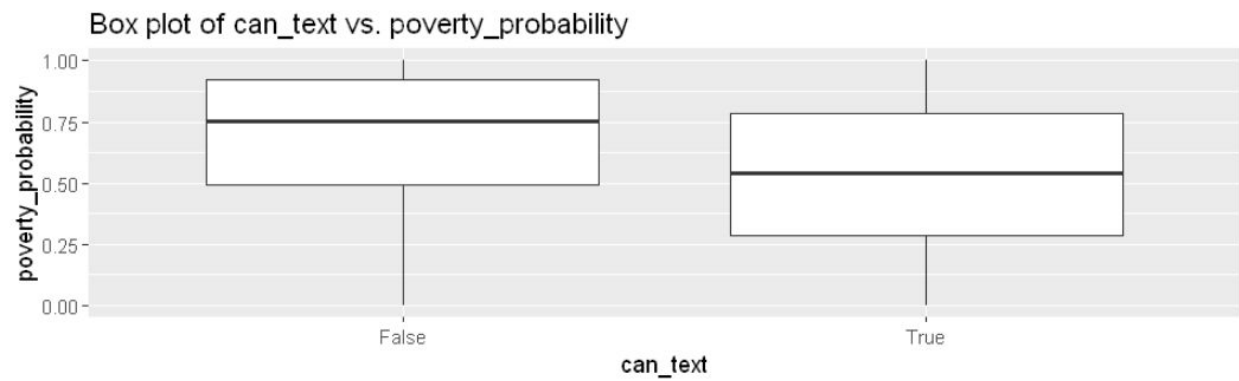 Box plot of can_text vs. poverty_probability
poverty_probability
1.00
0.75
0.50
0.25
0.00
False True
can_text